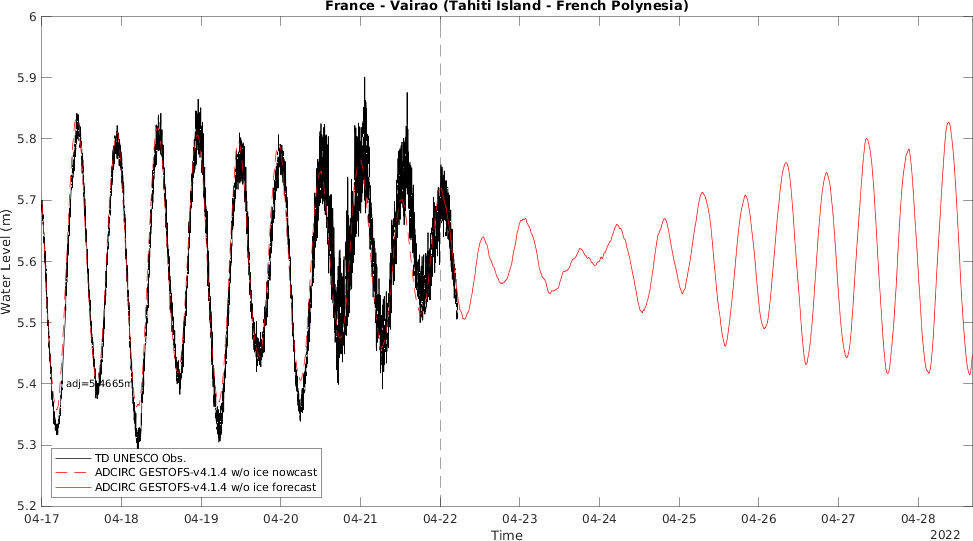 France - Vairao (Tahiti Island - French Polynesia)
6
5.9
5.8
5.7
5.6
5.5
5.4
5.3
5.2
Water Level (m)
adj=5.4665m
TD UNESCO Obs.
ADCIRC GESTOFS-v4.1.4 w/o ice nowcast
ADCIRC GESTOFS-v4.1.4 w/o ice forecast
04-17 04-18 04-19 04-20 04-21 04-22 04-23 04-24 04-25 04-26 04-27 04-28
Time
2022